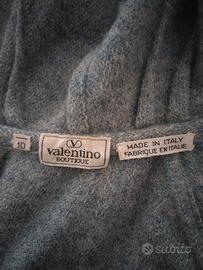 10
valentino
BOUTIQUE
MADE IN ITALY
FABRIQUE EN ITALIE
subito